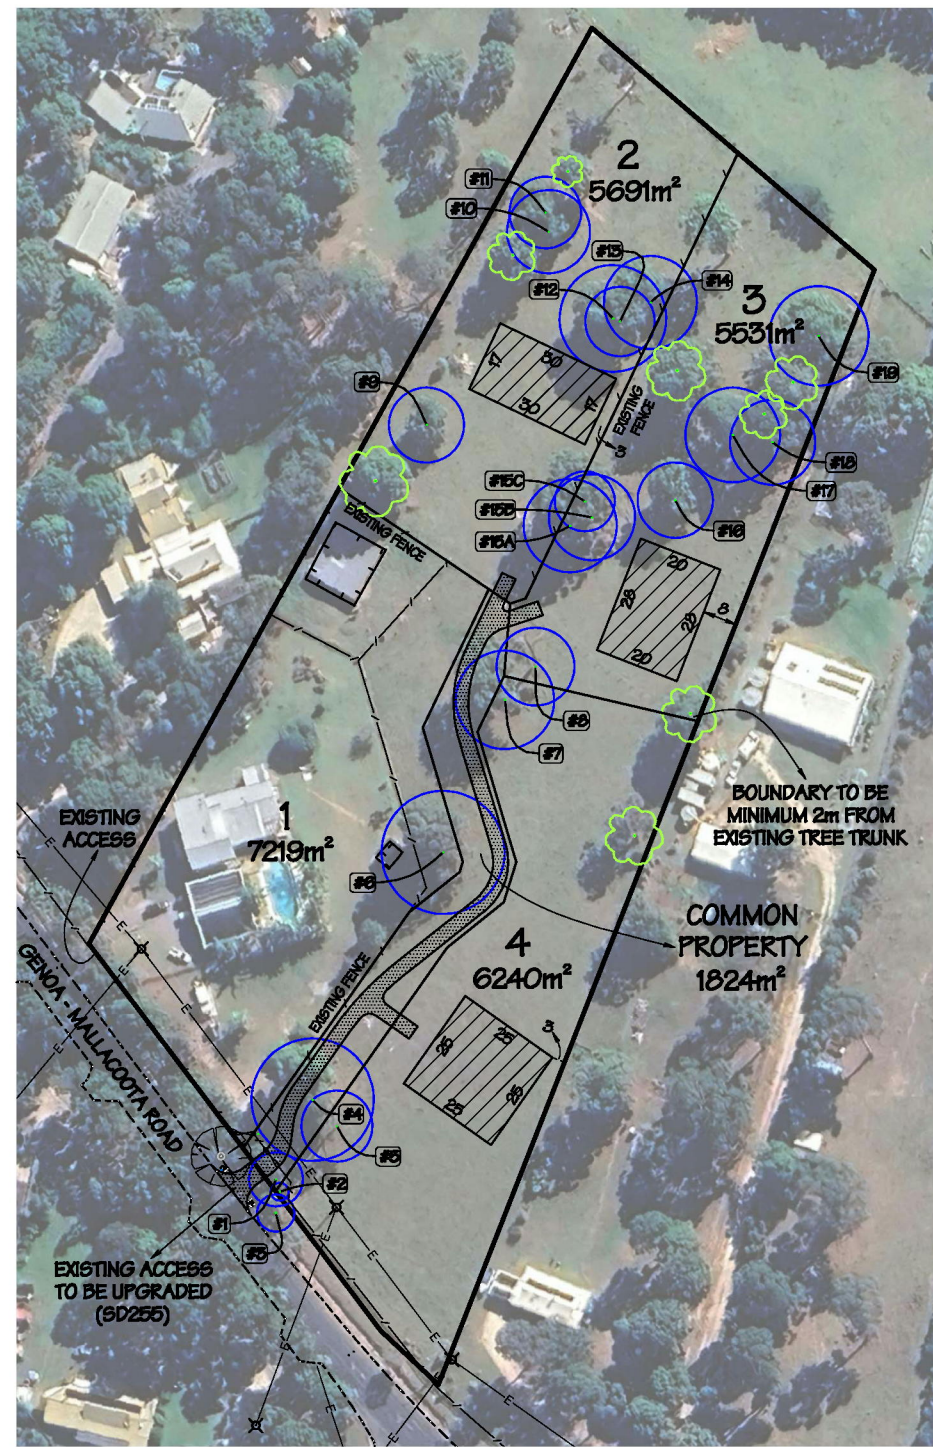 2
5691m²
#11
#10
#13
#14
#12
3
5531m²
#19
17
30
30
17
EXISTING
FENCE
3
#9
#18
#17
#15C
#15B
#15A
#16
EXISTING FENCE
20
28
28
20
8
#8
#7
BOUNDARY TO BE
MINIMUM 2m FROM
EXISTING TREE TRUNK
EXISTING
ACCESS
1
7219m²
#6
COMMON
PROPERTY
1824m²
4
6240m²
EXISTING FENCE
GENOA - MALLACOOTA ROAD
25
25
25
25
3
#4
#5
#2
#1
#3
EXISTING ACCESS
TO BE UPGRADED
(SD255)
E
E
E
E
E
E
E
E
E
E